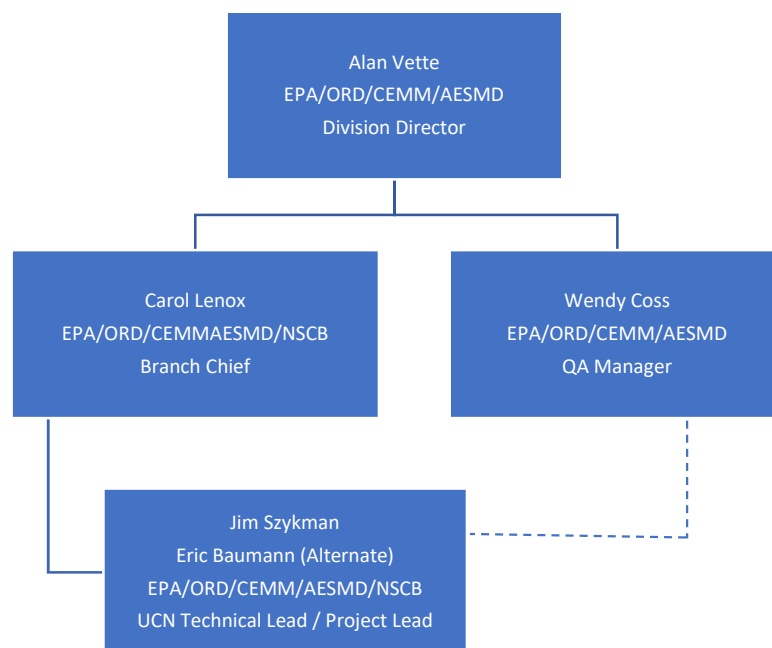 Alan Vette
EPA/ORD/CEMM/AESMD
Division Director
Carol Lenox
EPA/ORD/CEMMAESMD/NSCB
Branch Chief
Wendy Coss
EPA/ORD/CEMM/AESMD
QA Manager
Jim Szykman
Eric Baumann (Alternate)
EPA/ORD/CEMM/AESMD/NSCB
UCN Technical Lead / Project Lead